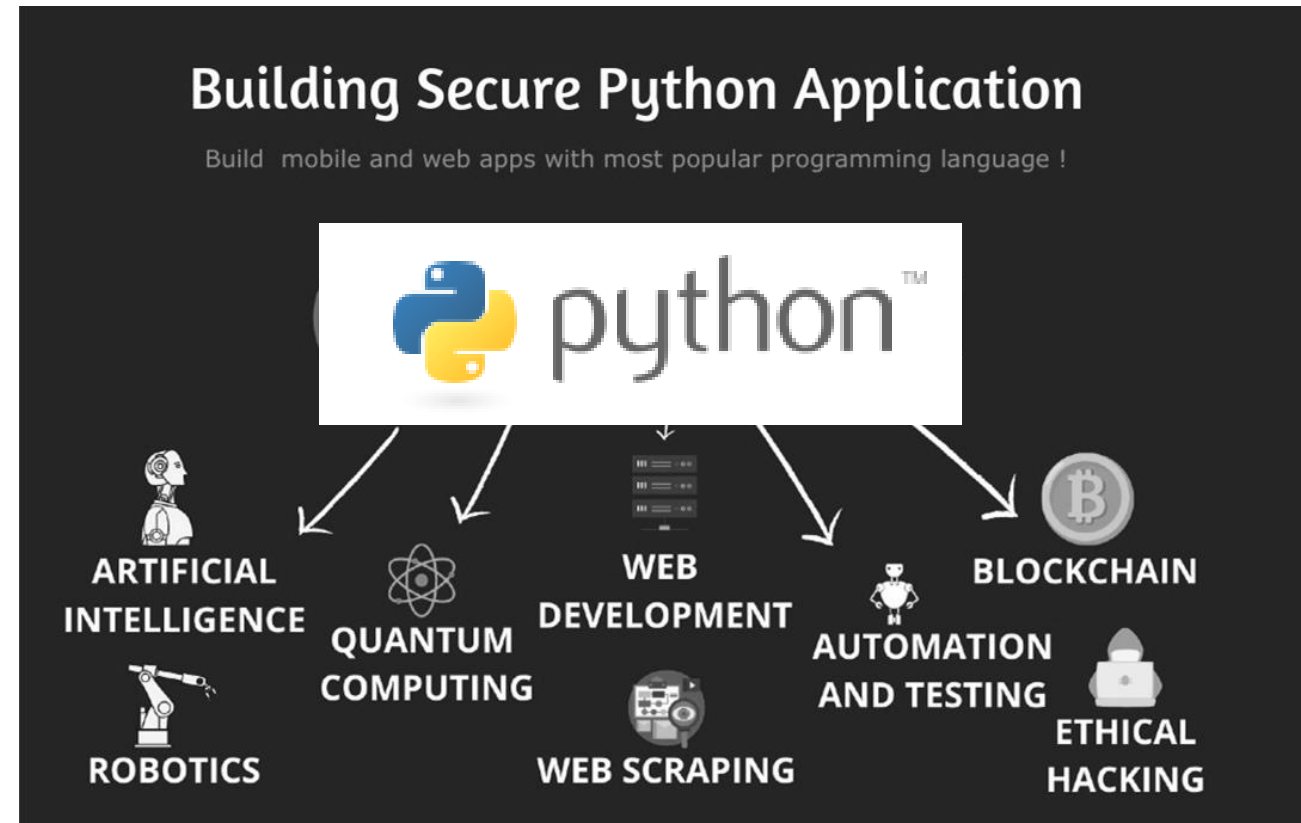 Building Secure Python Application
Build mobile and web apps with most popular programming language !
python™
ARTIFICIAL
INTELLIGENCE
QUANTUM
COMPUTING
WEB
DEVELOPMENT
AUTOMATION
AND TESTING
BLOCKCHAIN
ROBOTICS
WEB SCRAPING
ETHICAL
HACKING